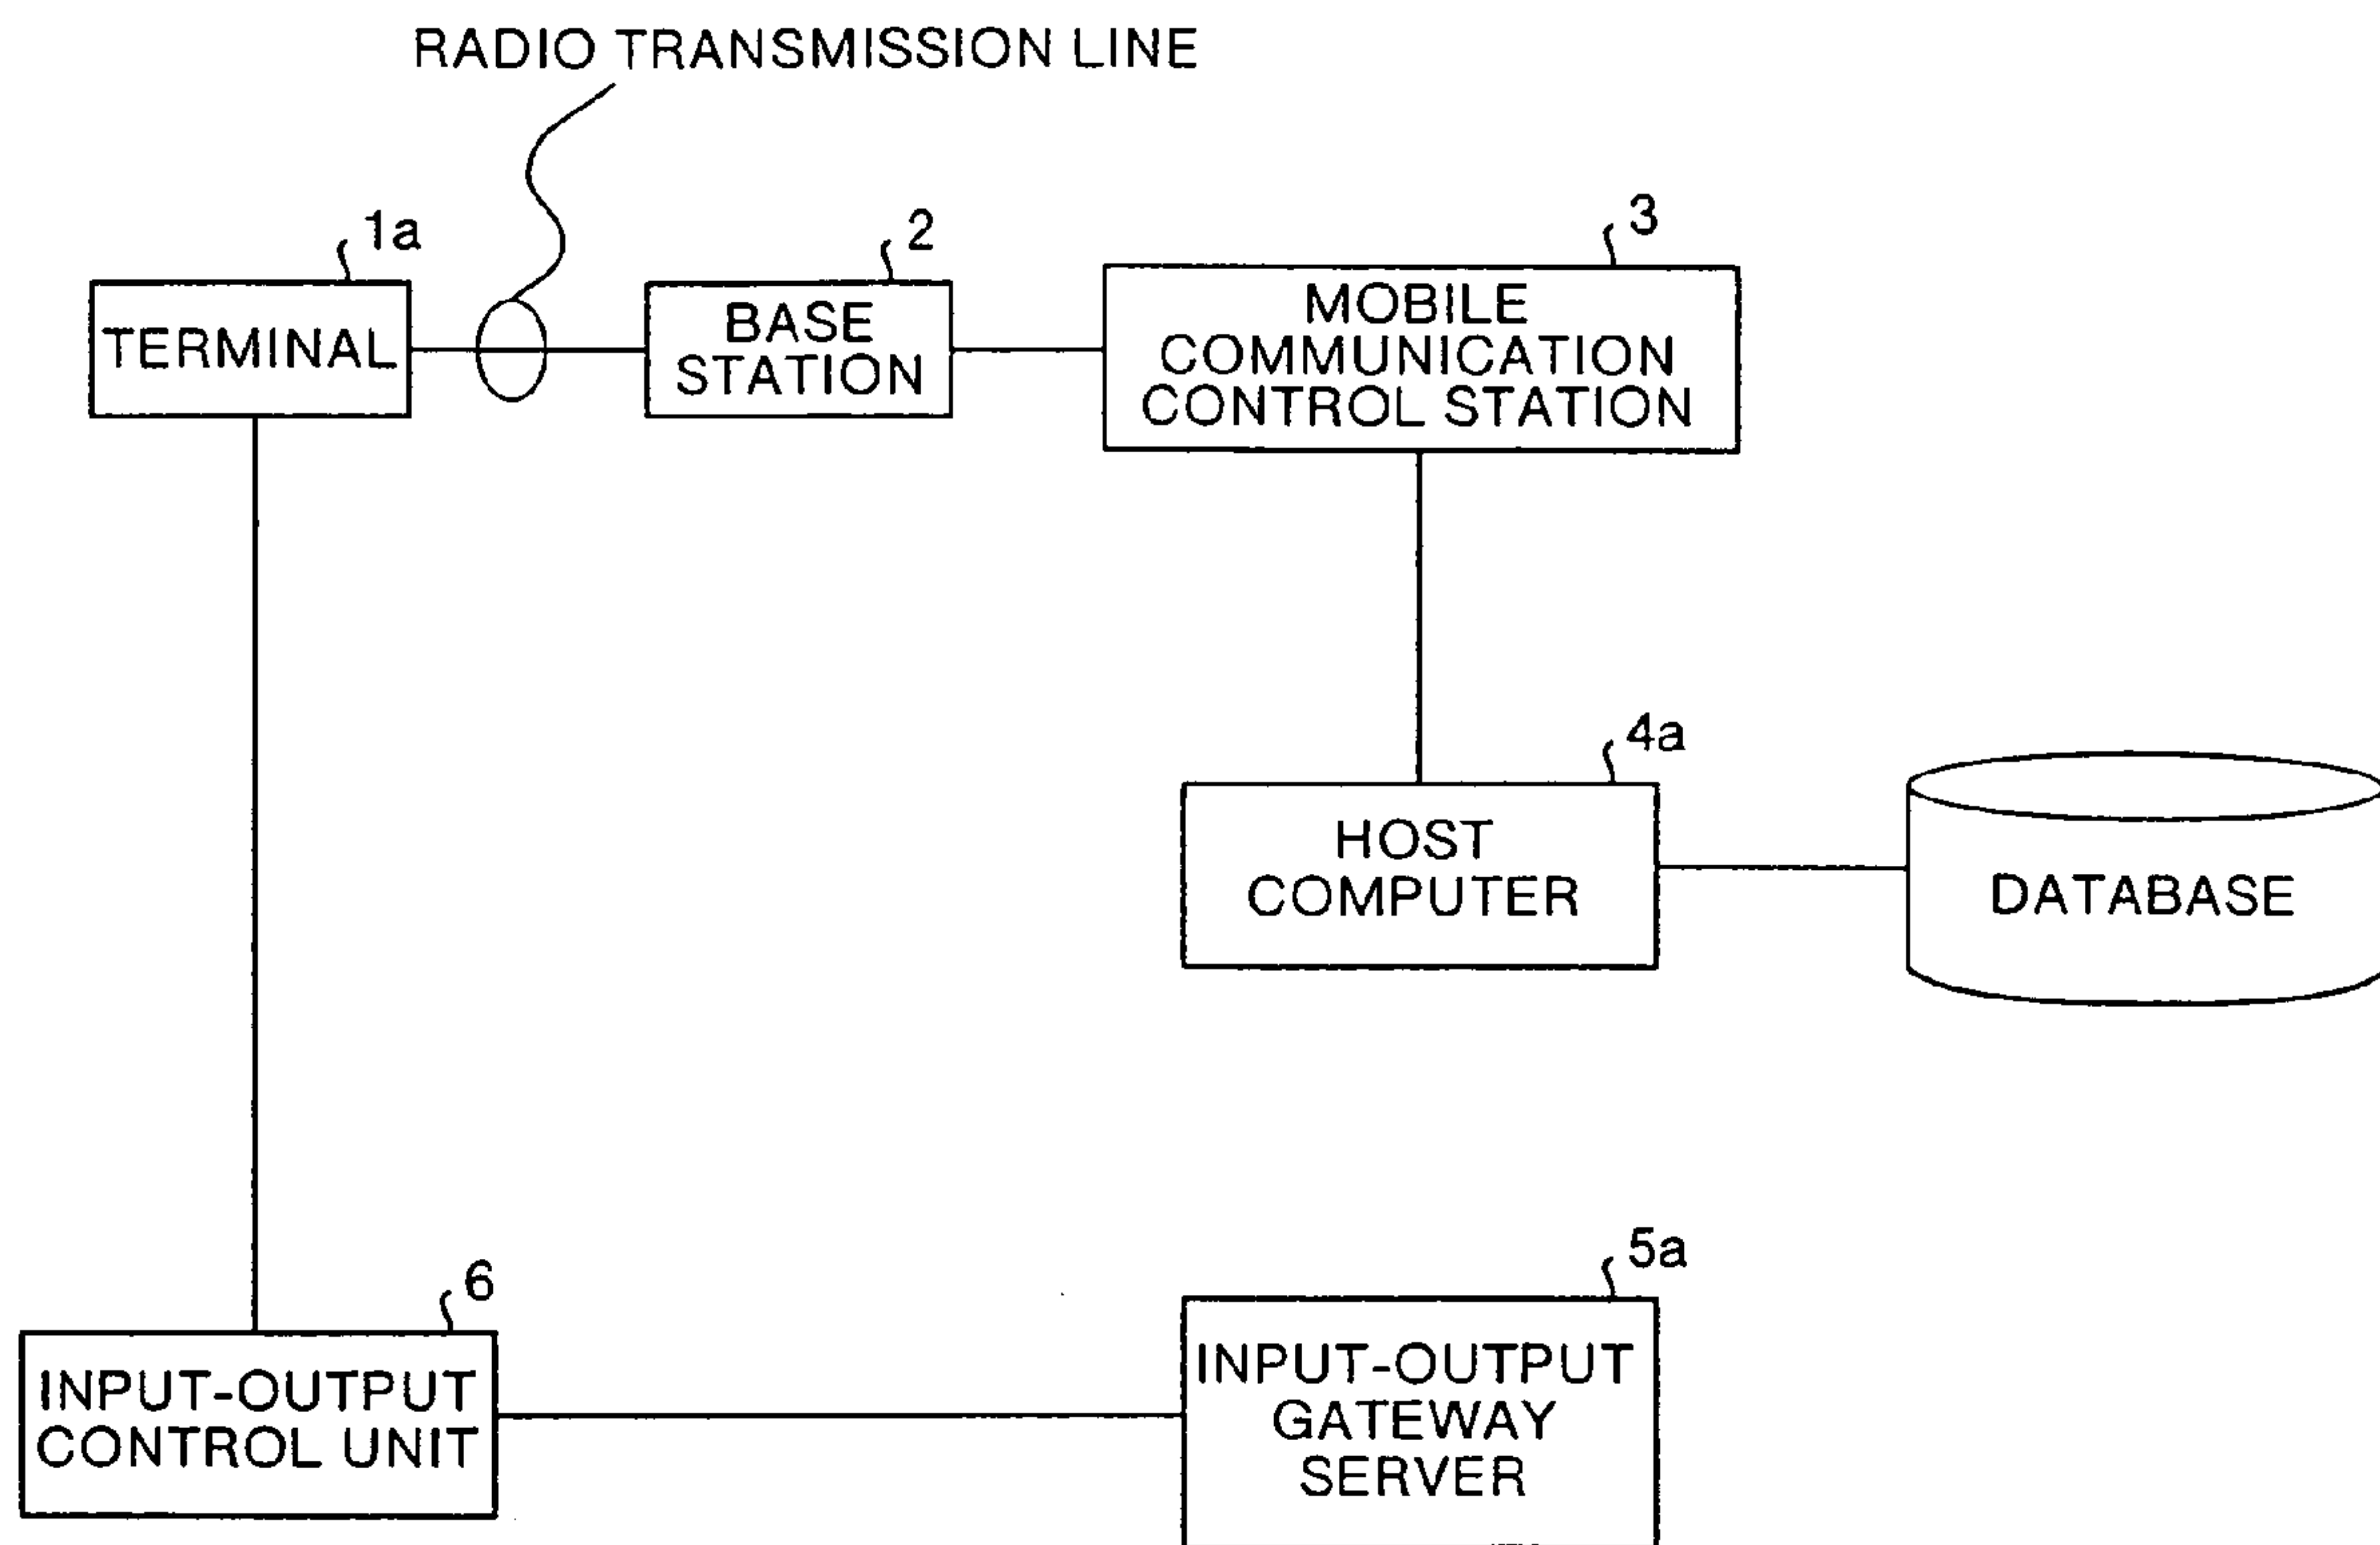 RADIO TRANSMISSION LINE
1a
TERMINAL
2
BASE
STATION
3
MOBILE
COMMUNICATION
CONTROL STATION
4a
HOST
COMPUTER
DATABASE
6
INPUT-OUTPUT
CONTROL UNIT
5a
INPUT-OUTPUT
GATEWAY
SERVER